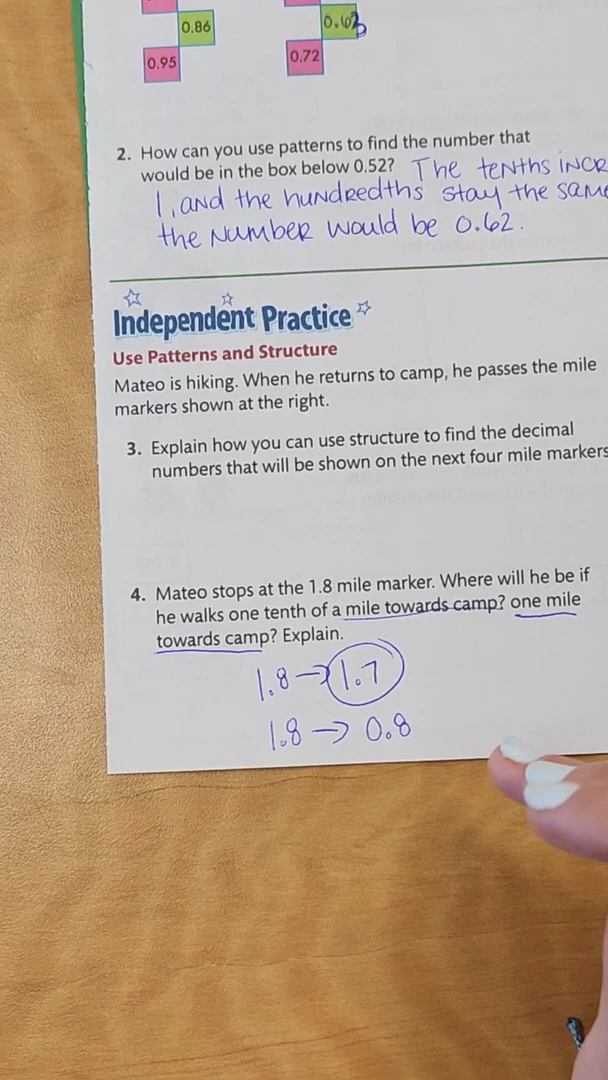 0.86
0.63
0.95
0.72
2. How can you use patterns to find the number that
would be in the box below 0.52? The tenths incr
1, and the hundredths stay the same
the number would be 0.62.
Independent Practice
Use Patterns and Structure
Mateo is hiking. When he returns to camp, he passes the mile
markers shown at the right.
3. Explain how you can use structure to find the decimal
numbers that will be shown on the next four mile markers
4. Mateo stops at the 1.8 mile marker. Where will he be if
he walks one tenth of a mile towards camp? one mile
towards camp? Explain.
1.8 → 1.7
1.8 → 0.8